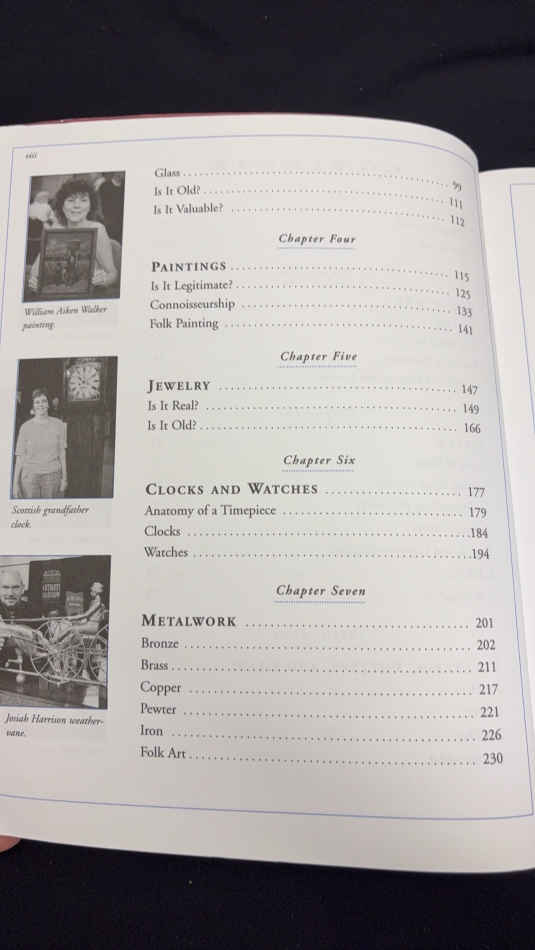 viii
Glass . . . . . . . . . . . . . . . . . . . . . . . . . . . . 99
Is It Old? . . . . . . . . . . . . . . . . . . . . . . . . . . . . 111
Is It Valuable? . . . . . . . . . . . . . . . . . . . . . . . . . . . . 112
Chapter Four
PAINTINGS . . . . . . . . . . . . . . . . . . . . . . . . . . . . 115
Is It Legitimate? . . . . . . . . . . . . . . . . . . . . . . . . . . . . 125
Connoisseurship . . . . . . . . . . . . . . . . . . . . . . . . . . . . 133
Folk Painting . . . . . . . . . . . . . . . . . . . . . . . . . . . . 141
William Aiken Walker
painting.
Chapter Five
JEWELRY . . . . . . . . . . . . . . . . . . . . . . . . . . . . 147
Is It Real? . . . . . . . . . . . . . . . . . . . . . . . . . . . . 149
Is It Old? . . . . . . . . . . . . . . . . . . . . . . . . . . . . 166
Chapter Six
CLOCKS AND WATCHES . . . . . . . . . . . . . . . . . . . . . . 177
Anatomy of a Timepiece . . . . . . . . . . . . . . . . . . . . . . . . . . . . 179
Clocks . . . . . . . . . . . . . . . . . . . . . . . . . . . . 184
Watches . . . . . . . . . . . . . . . . . . . . . . . . . . . . 194
Scottish grandfather
clock.
Chapter Seven
METALWORK . . . . . . . . . . . . . . . . . . . . . . . . . . . . 201
Bronze . . . . . . . . . . . . . . . . . . . . . . . . . . . . 202
Brass . . . . . . . . . . . . . . . . . . . . . . . . . . . . 211
Copper . . . . . . . . . . . . . . . . . . . . . . . . . . . . 217
Pewter . . . . . . . . . . . . . . . . . . . . . . . . . . . . 221
Iron . . . . . . . . . . . . . . . . . . . . . . . . . . . . 226
Folk Art . . . . . . . . . . . . . . . . . . . . . . . . . . . . 230
Josiah Harrison weather-
vane.